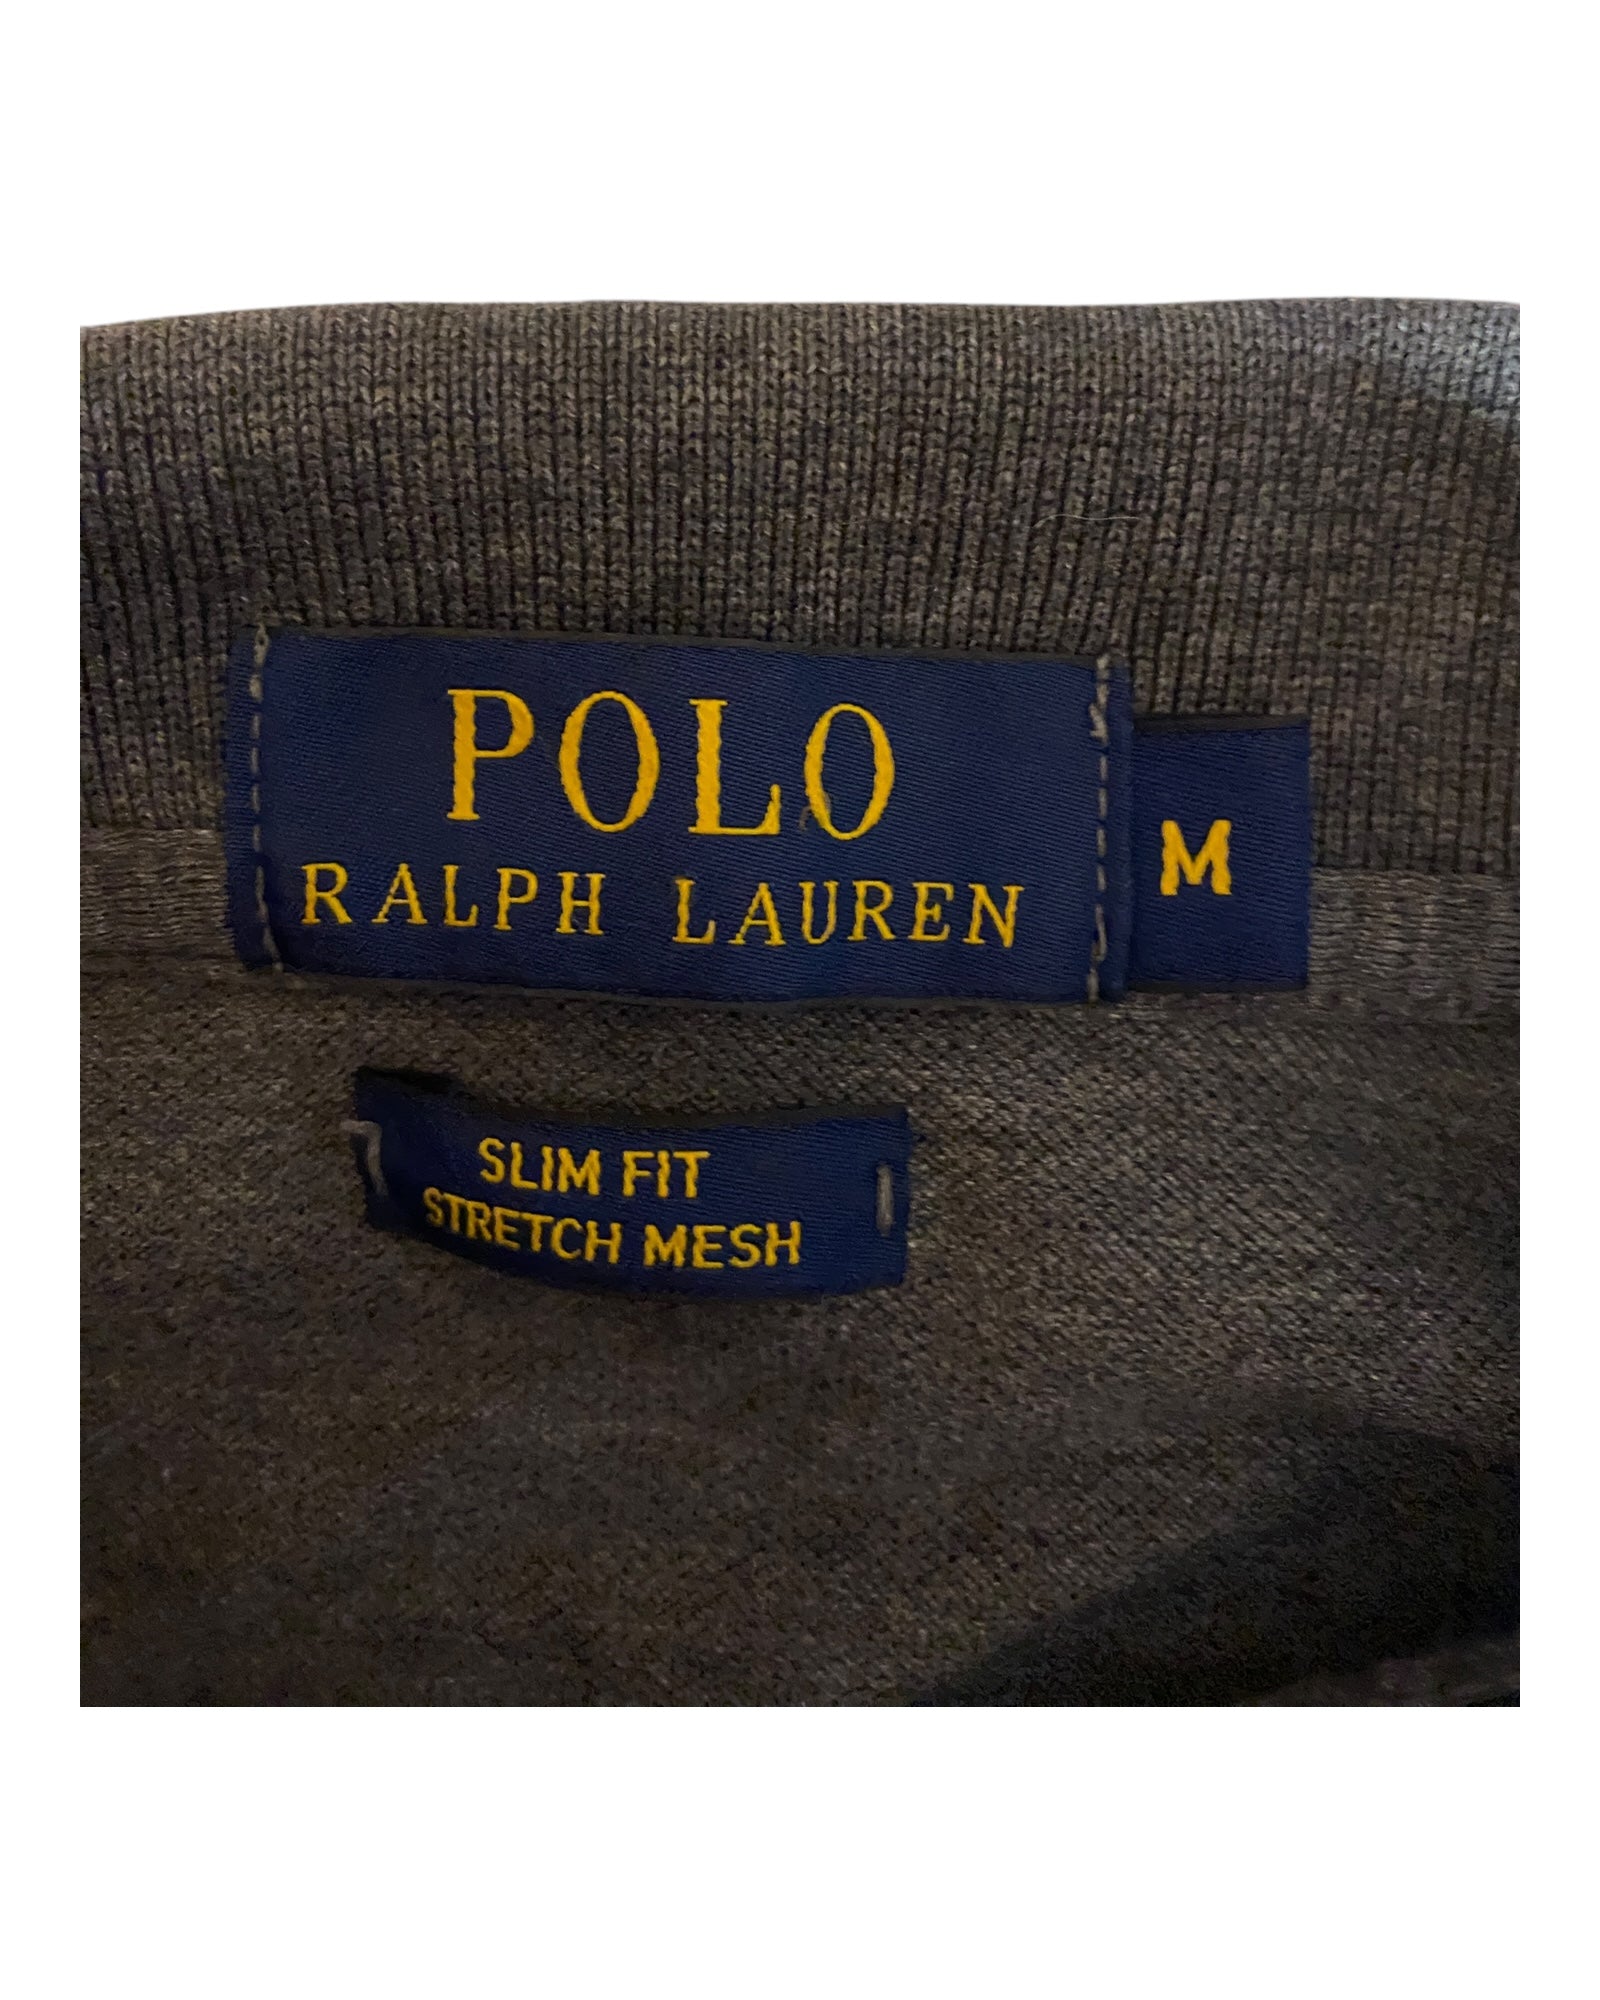 POLO
RALPH LAUREN
M
SLIM FIT
STRETCH MESH